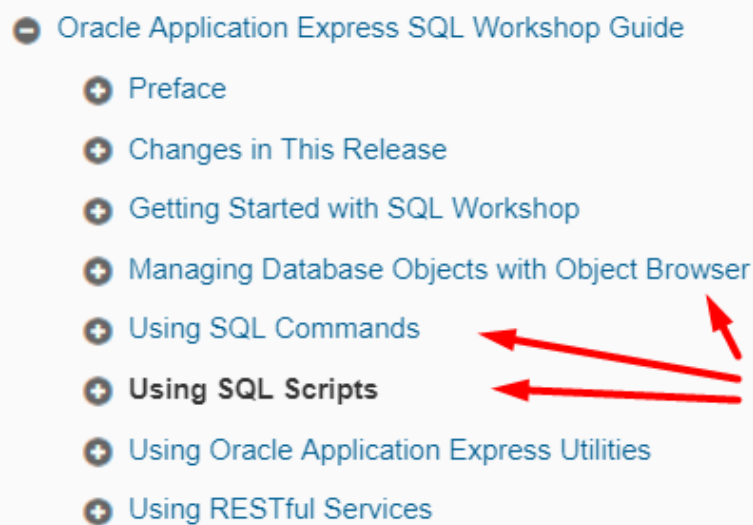 Oracle Application Express SQL Workshop Guide
Preface
Changes in This Release
Getting Started with SQL Workshop
Managing Database Objects with Object Browser
Using SQL Commands
Using SQL Scripts
Using Oracle Application Express Utilities
Using RESTful Services